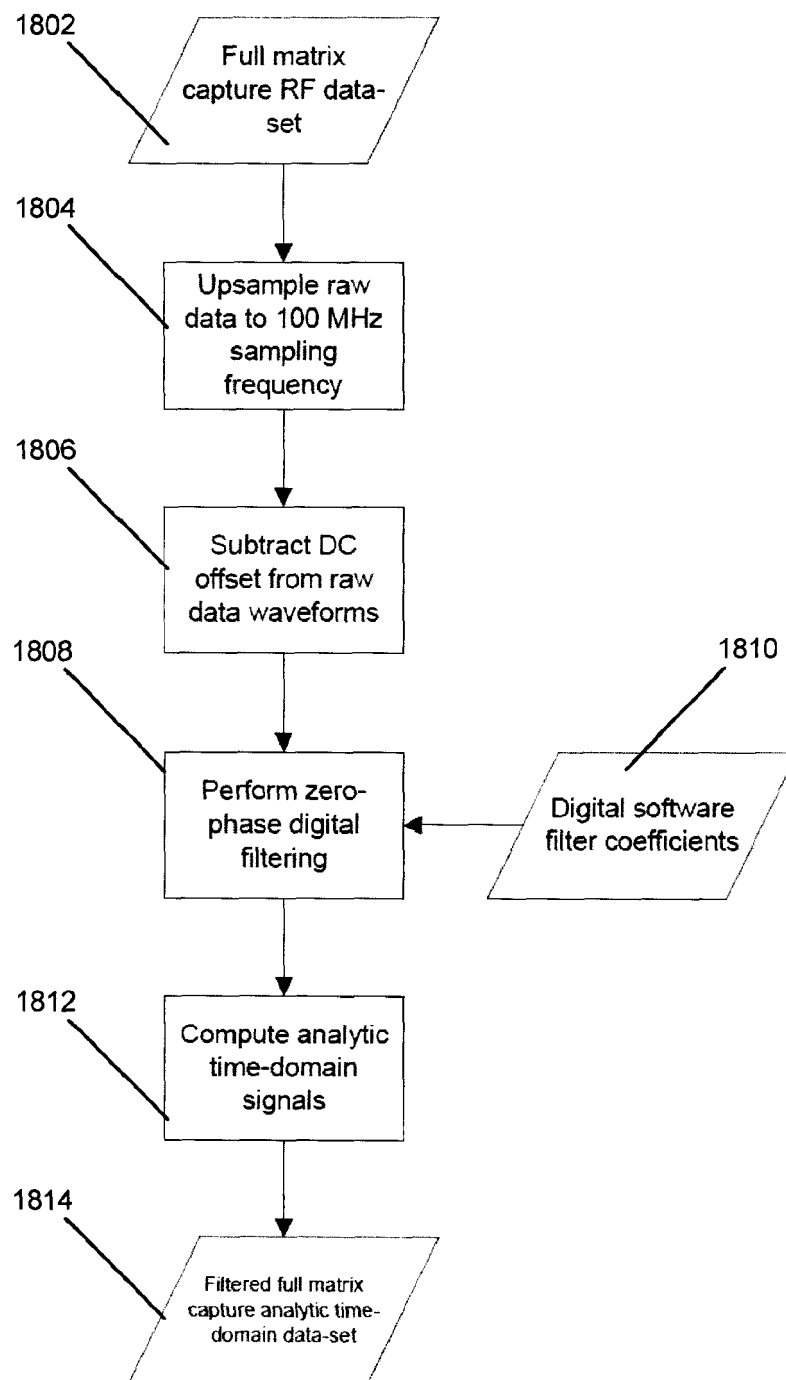 1802
Full matrix
capture RF data-
set
1804
Upsample raw
data to 100 MHz
sampling
frequency
1806
Subtract DC
offset from raw
data waveforms
1808
Perform zero-
phase digital
filtering
1810
Digital software
filter coefficients
1812
Compute analytic
time-domain
signals
1814
Filtered full matrix
capture analytic time-
domain data-set